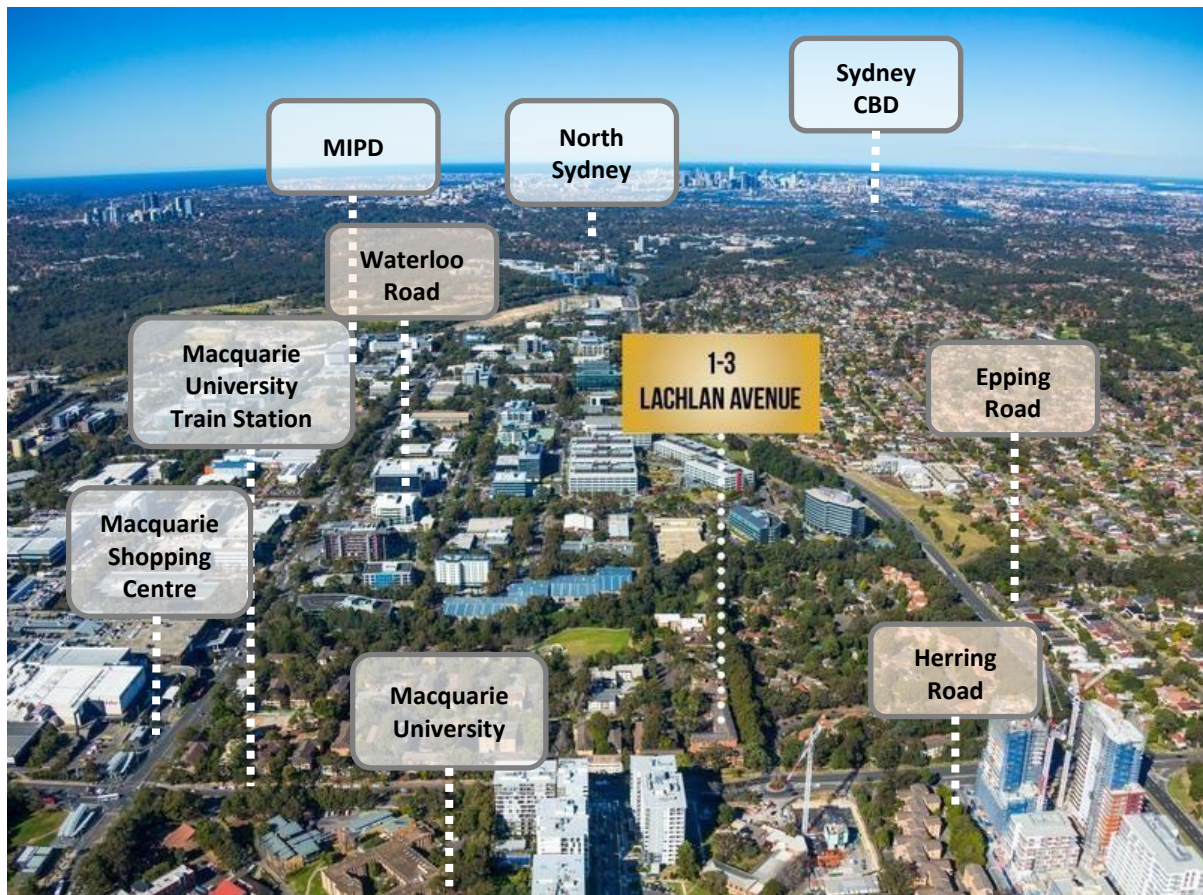 Sydney
CBD
MIPD
North
Sydney
Waterloo
Road
Macquarie
University
Train Station
1-3
LACHLAN AVENUE
Epping
Road
Macquarie
Shopping
Centre
Herring
Road
Macquarie
University